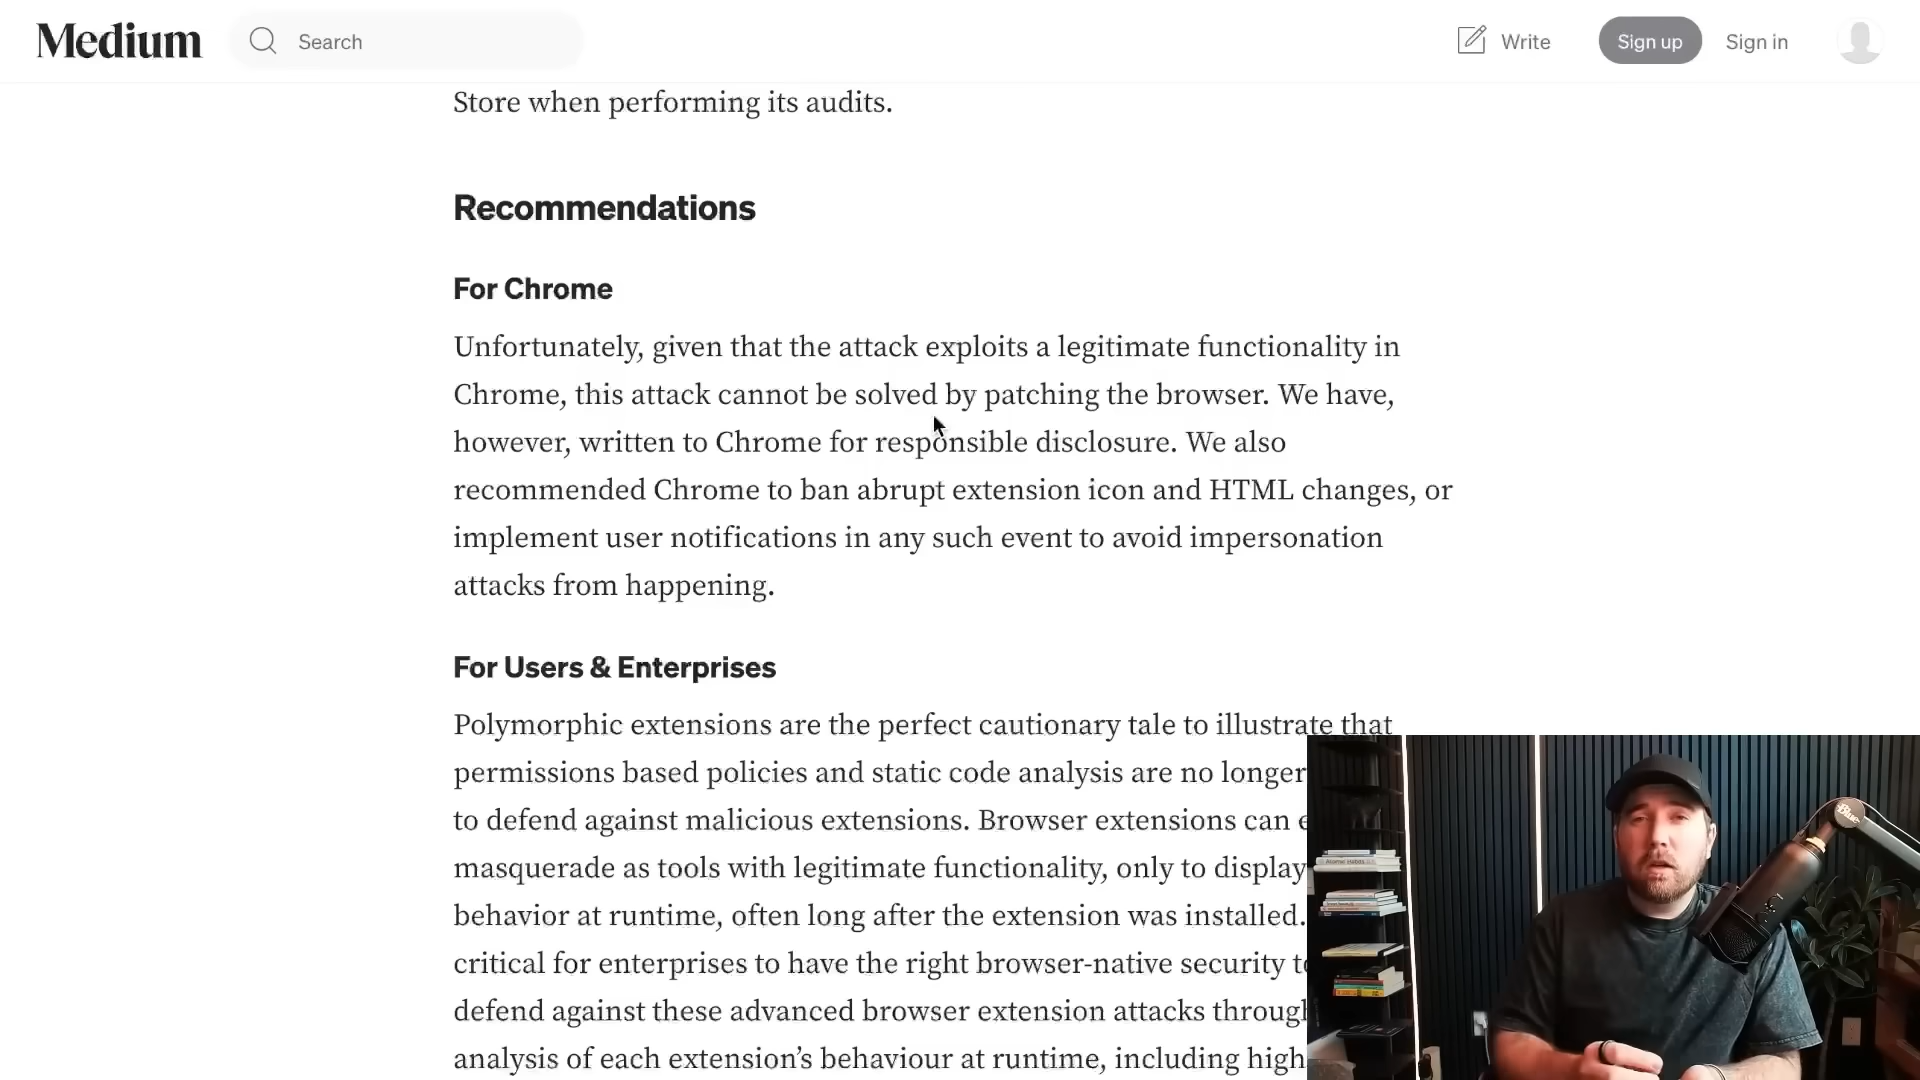 Medium
Search
Write
Sign up
Sign in
Store when performing its audits.
Recommendations
For Chrome
Unfortunately, given that the attack exploits a legitimate functionality in
Chrome, this attack cannot be solved by patching the browser. We have,
however, written to Chrome for responsible disclosure. We also
recommended Chrome to ban abrupt extension icon and HTML changes, or
implement user notifications in any such event to avoid impersonation
attacks from happening.
For Users & Enterprises
Polymorphic extensions are the perfect cautionary tale to illustrate that
permissions based policies and static code analysis are no longer
to defend against malicious extensions. Browser extensions can
masquerade as tools with legitimate functionality, only to display
behavior at runtime, often long after the extension was installed.
critical for enterprises to have the right browser-native security
defend against these advanced browser extension attacks through
analysis of each extension’s behaviour at runtime, including high
Blue